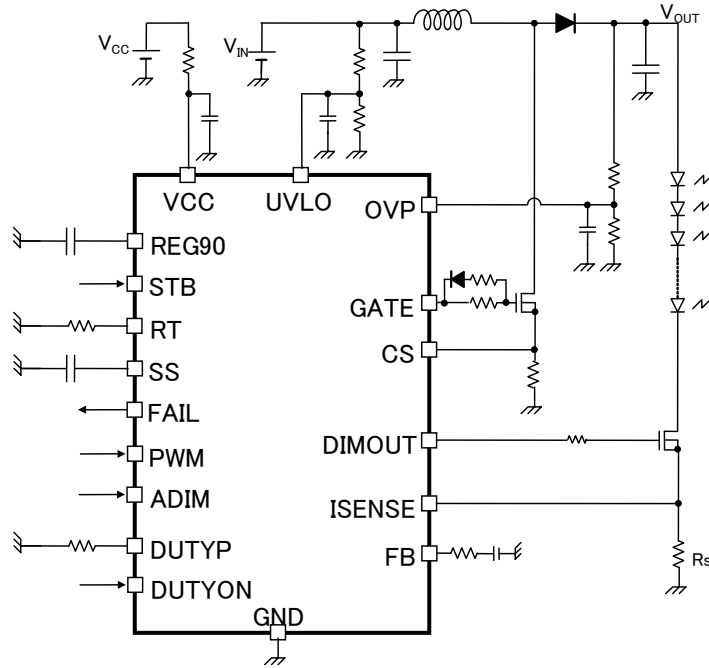 VCC
VIN
VOUT
VCC
UVLO
OVP
REG90
STB
GATE
RT
CS
SS
FAIL
DIMOUT
PWM
ADIM
ISENSE
DUTYP
FB
Rs
DUTYON
GND